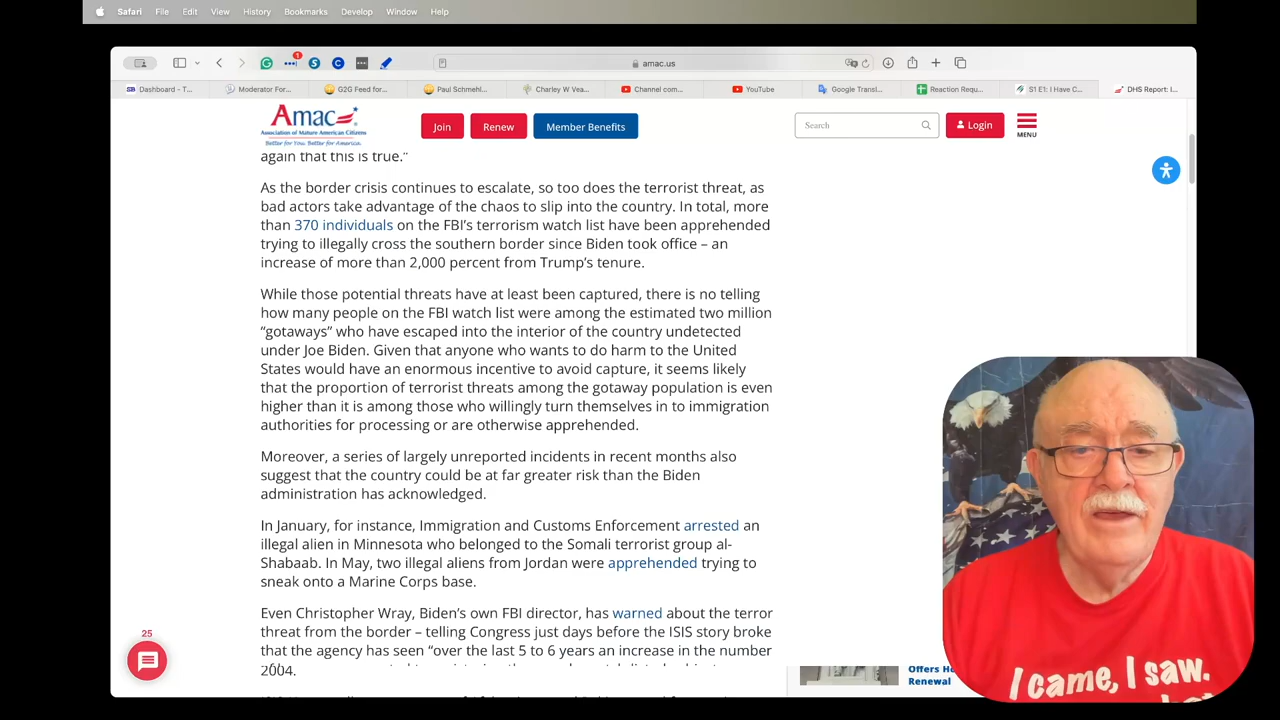 Safari File Edit View History Bookmarks Develop Window Help
1
amac.us
Dashboard - T... Moderator For... G2G Feed for... Paul Schmehl... Charley W Vea... Channel com... YouTube Google Transl... Reaction Requ... S1 E1: I Have C... DHS Report: I...
Amac
Association of Mature American Citizens
Better for You. Better for America.
Join Renew Member Benefits Search Login
MENU
again that this is true."
As the border crisis continues to escalate, so too does the terrorist threat, as
bad actors take advantage of the chaos to slip into the country. In total, more
than 370 individuals on the FBI's terrorism watch list have been apprehended
trying to illegally cross the southern border since Biden took office – an
increase of more than 2,000 percent from Trump's tenure.
While those potential threats have at least been captured, there is no telling
how many people on the FBI watch list were among the estimated two million
"gotaways" who have escaped into the interior of the country undetected
under Joe Biden. Given that anyone who wants to do harm to the United
States would have an enormous incentive to avoid capture, it seems likely
that the proportion of terrorist threats among the gotaway population is even
higher than it is among those who willingly turn themselves in to immigration
authorities for processing or are otherwise apprehended.
Moreover, a series of largely unreported incidents in recent months also
suggest that the country could be at far greater risk than the Biden
administration has acknowledged.
In January, for instance, Immigration and Customs Enforcement arrested an
illegal alien in Minnesota who belonged to the Somali terrorist group al-
Shabaab. In May, two illegal aliens from Jordan were apprehended trying to
sneak onto a Marine Corps base.
Even Christopher Wray, Biden's own FBI director, has warned about the terror
threat from the border – telling Congress just days before the ISIS story broke
that the agency has seen "over the last 5 to 6 years an increase in the number
2004.
25
Offers H
Renewal
I came, I saw.